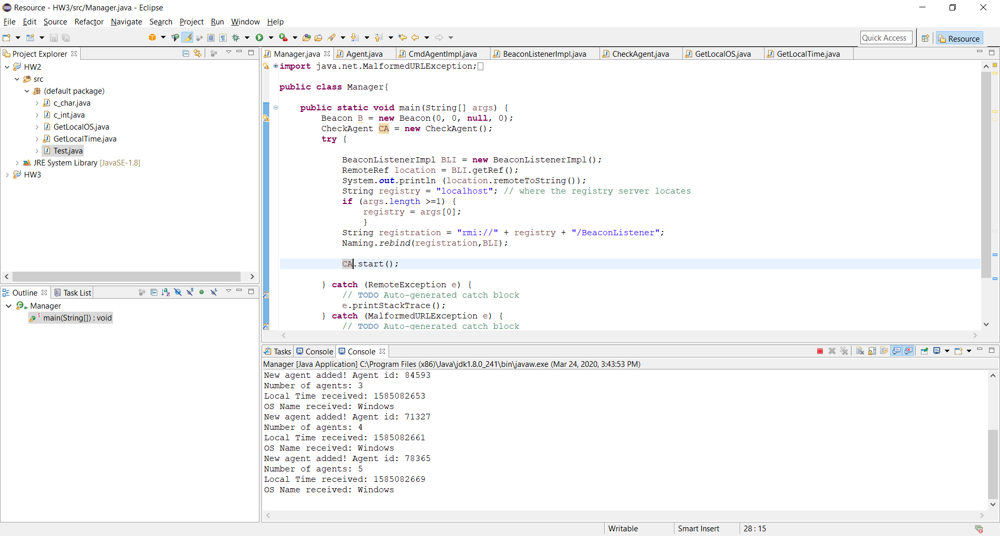 Resource - HW3/src/Manager.java - Eclipse
File Edit Source Refactor Navigate Search Project Run Window Help
Quick Access Resource
Project Explorer
HW2
src
(default package)
c_char.java
c_int.java
GetLocalOS.java
GetLocalTime.java
Test.java
JRE System Library [JavaSE-1.8]
HW3
Outline Task List
Manager
main(String[]) : void
Manager.java Agent.java CmdAgentImpl.java BeaconListenerImpl.java CheckAgent.java GetLocalOS.java GetLocalTime.java
import java.net.MalformedURLException;
public class Manager{
public static void main(String[] args) {
Beacon B = new Beacon(0, 0, null, 0);
CheckAgent CA = new CheckAgent();
try {
BeaconListenerImpl BLI = new BeaconListenerImpl();
RemoteRef location = BLI.getRef();
System.out.println (location.remoteToString());
String registry = "localhost"; // where the registry server locates
if (args.length >=1) {
registry = args[0];
}
String registration = "rmi://" + registry + "/BeaconListener";
Naming.rebind(registration,BLI);
CA.start();
} catch (RemoteException e) {
// TODO Auto-generated catch block
e.printStackTrace();
} catch (MalformedURLException e) {
// TODO Auto-generated catch block
Tasks Console Console
Manager [Java Application] C:\Program Files (x86)\Java\jdk1.8.0_241\bin\javaw.exe (Mar 24, 2020, 3:43:53 PM)
New agent added! Agent id: 84593
Number of agents: 3
Local Time received: 1585082653
OS Name received: Windows
New agent added! Agent id: 71327
Number of agents: 4
Local Time received: 1585082661
OS Name received: Windows
New agent added! Agent id: 78365
Number of agents: 5
Local Time received: 1585082669
OS Name received: Windows
Writable Smart Insert 28 : 15